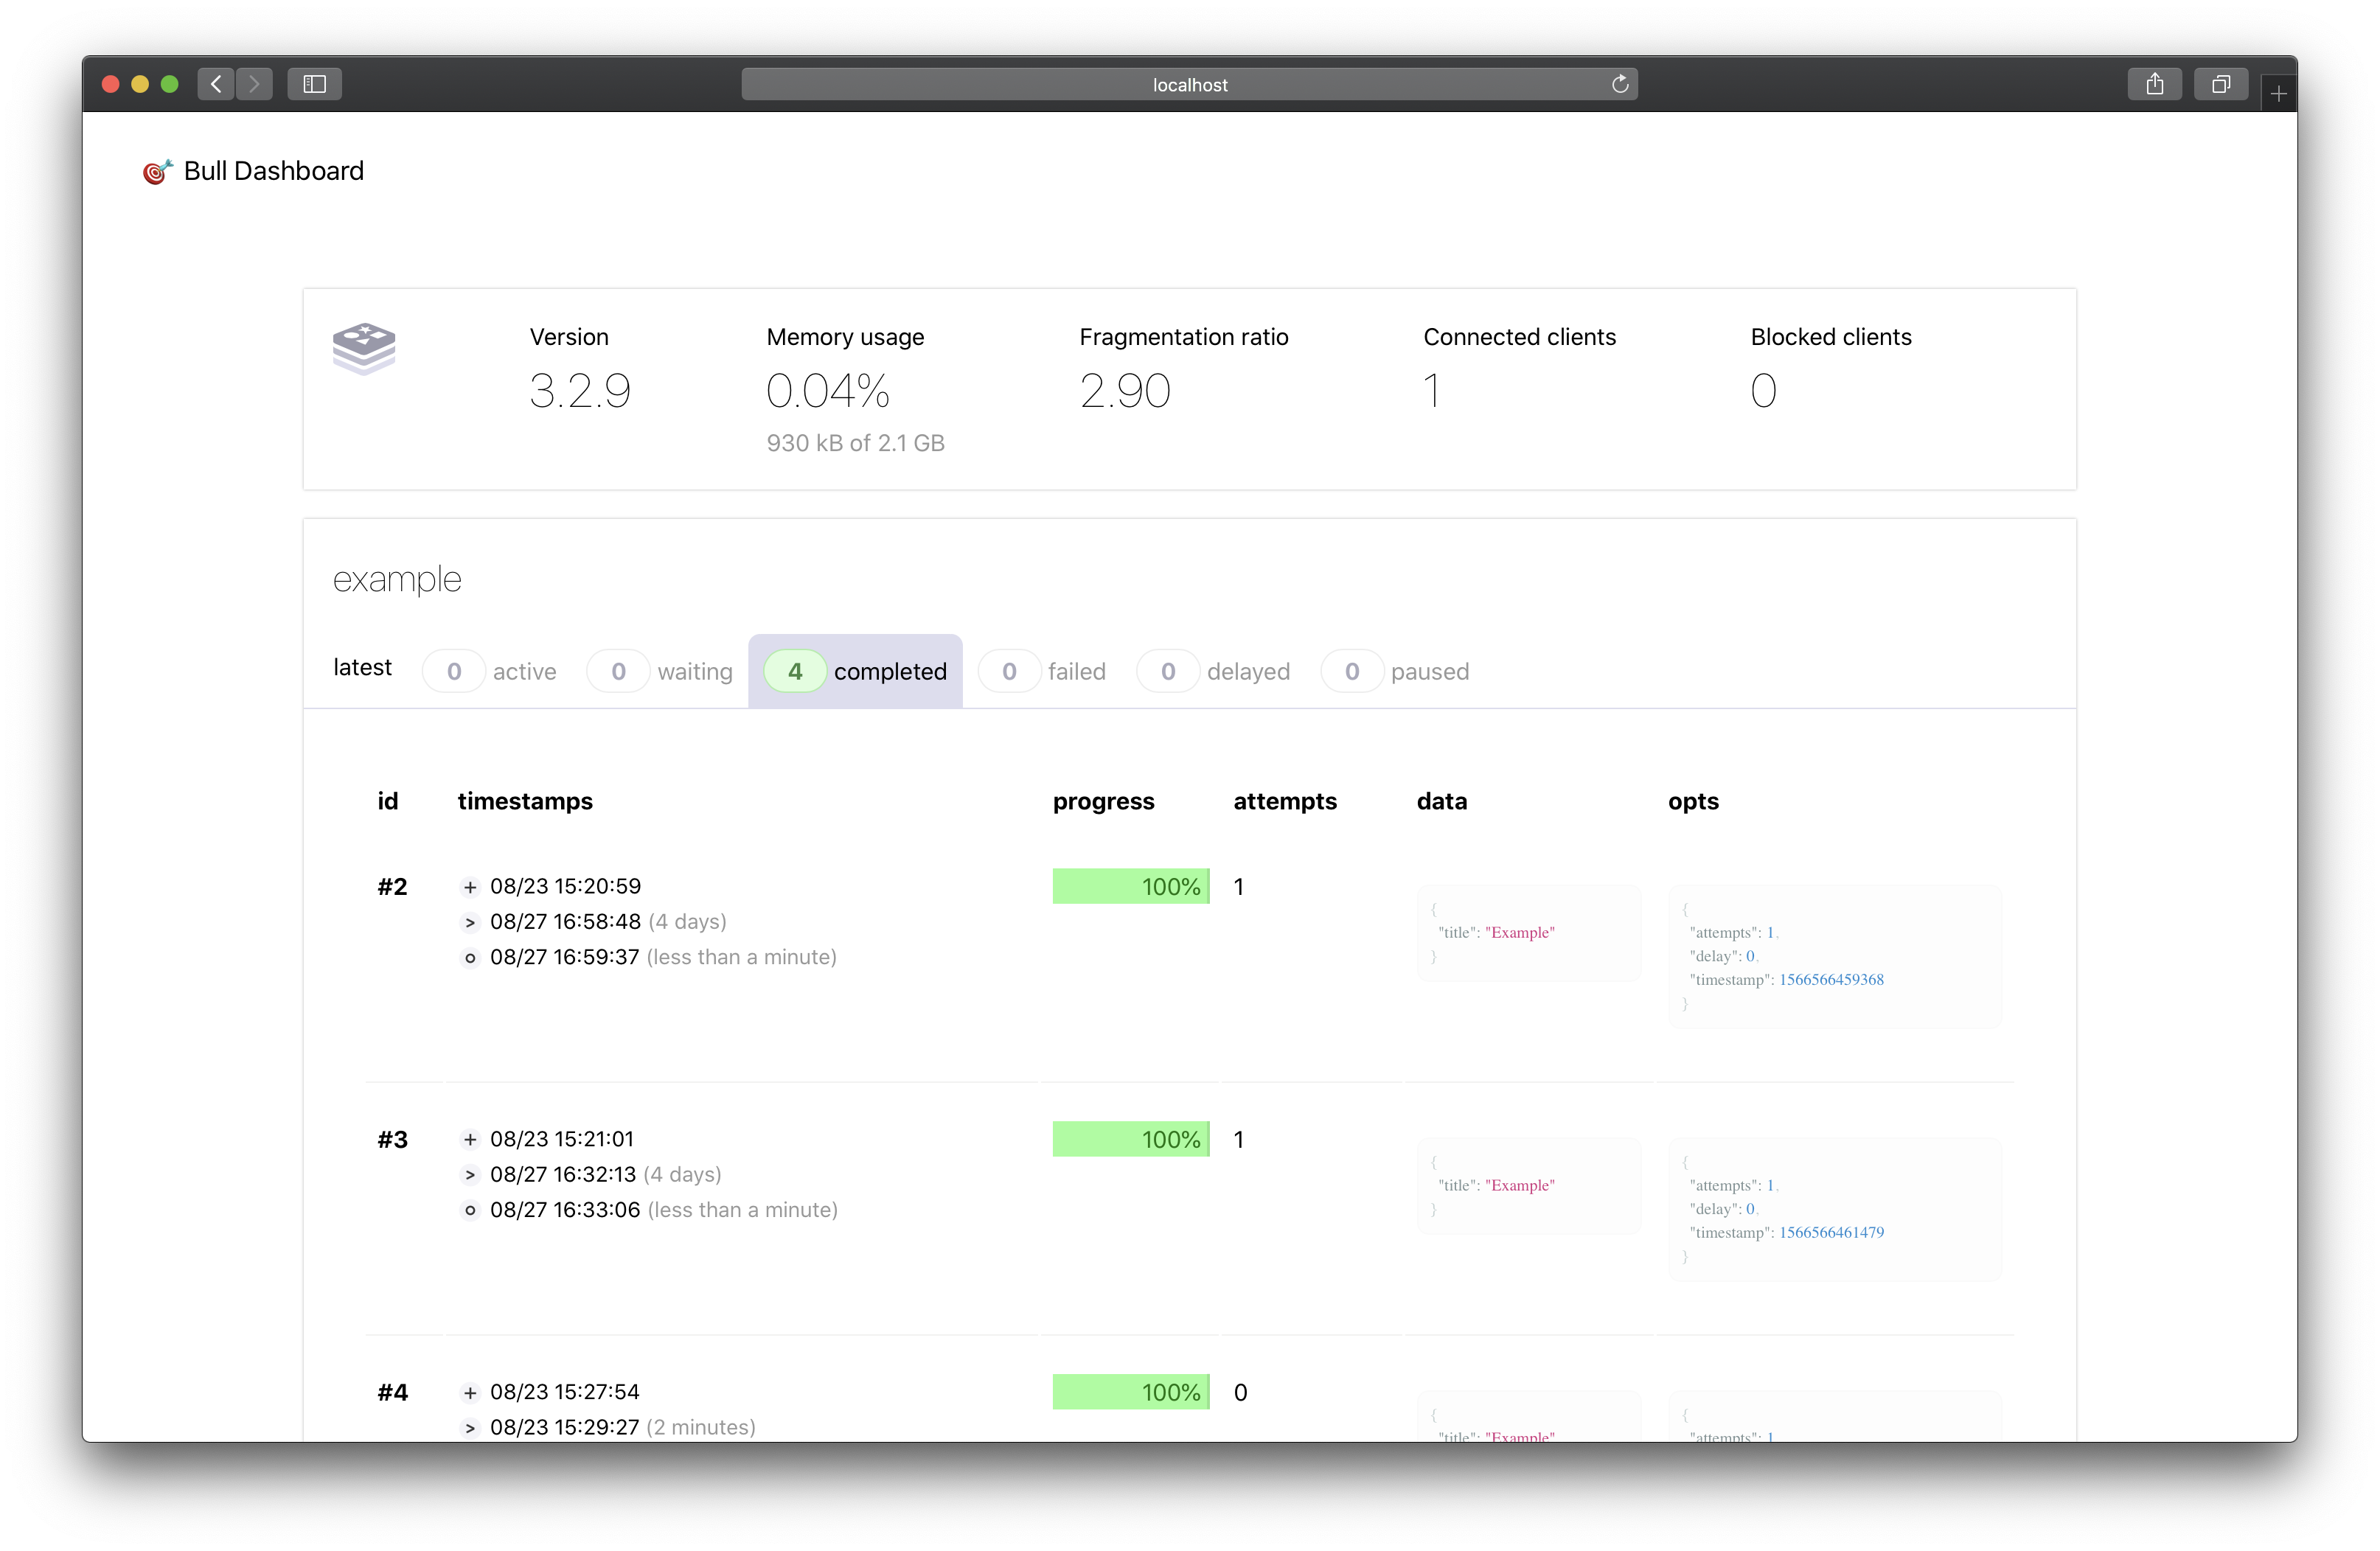 localhost
Bull Dashboard
Version Memory usage Fragmentation ratio Connected clients Blocked clients
3.2.9 0.04% 2.90 1 0
930 kB of 2.1 GB
example
latest 0 active 0 waiting 4 completed 0 failed 0 delayed 0 paused
id timestamps progress attempts data opts
#2 + 08/23 15:20:59 100% 1
> 08/27 16:58:48 (4 days)
08/27 16:59:37 (less than a minute)
{
"title": "Example"
}
{
"attempts": 1,
"delay": 0,
"timestamp": 1566566459368
}
#3 + 08/23 15:21:01 100% 1
> 08/27 16:32:13 (4 days)
08/27 16:33:06 (less than a minute)
{
"title": "Example"
}
{
"attempts": 1,
"delay": 0,
"timestamp": 1566566461479
}
#4 + 08/23 15:27:54 100% 0
> 08/23 15:29:27 (2 minutes)
{
"title": "Example"
{
"attempts": 1